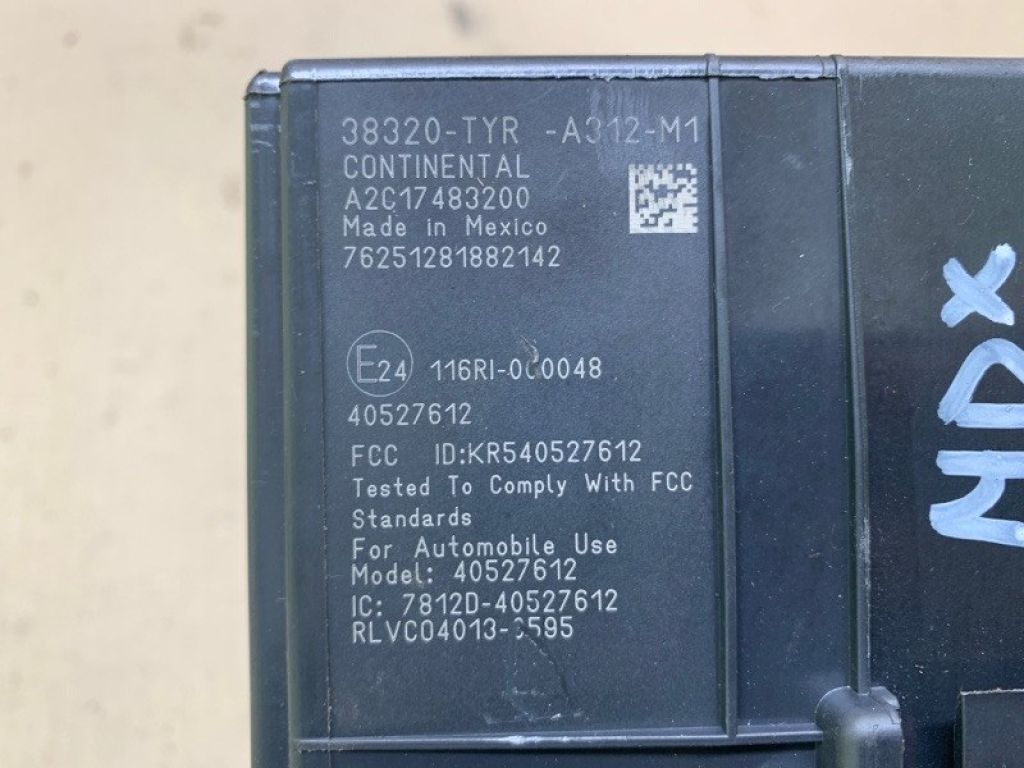 38320-TYR -A312-M1
CONTINENTAL
A2C17483200
Made in Mexico
76251281882142
E24 116RI-000048
40527612
FCC ID:KR540527612
Tested To Comply With FCC
Standards
For Automobile Use
Model: 40527612
IC: 7812D-40527612
MDX